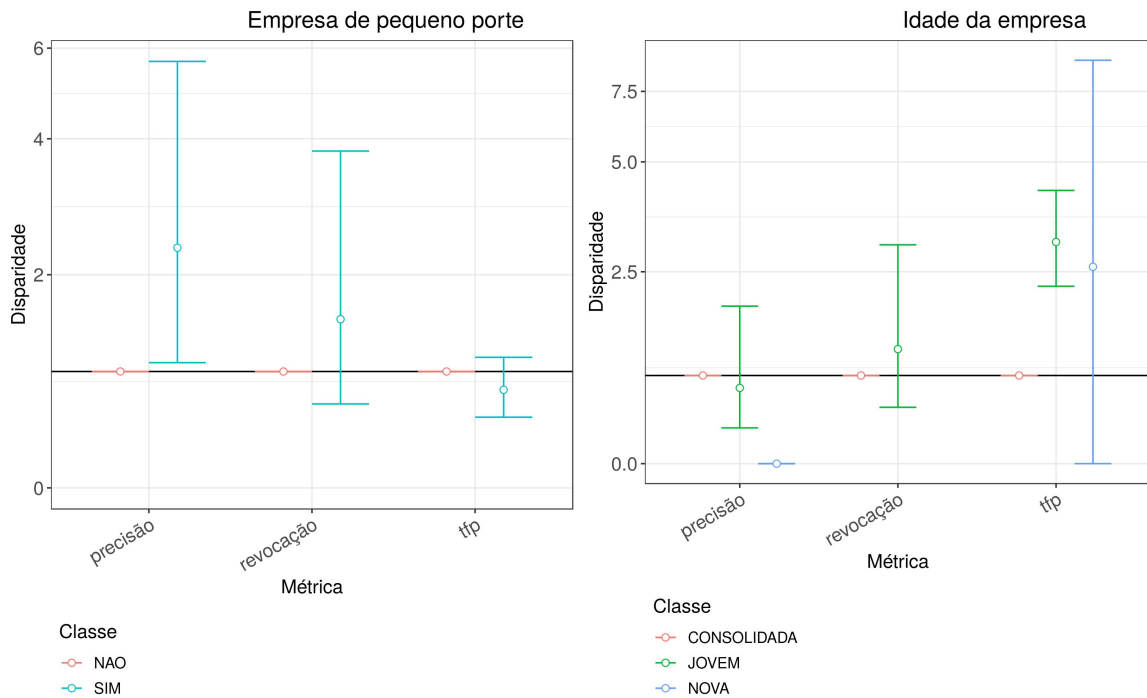 Empresa de pequeno porte
6
4
2
0
Disparidade
precisão
revocação
tfp
Métrica
Classe
NAO
SIM
Idade da empresa
7.5
5.0
2.5
0.0
Disparidade
precisão
revocação
tfp
Métrica
Classe
CONSOLIDADA
JOVEM
NOVA